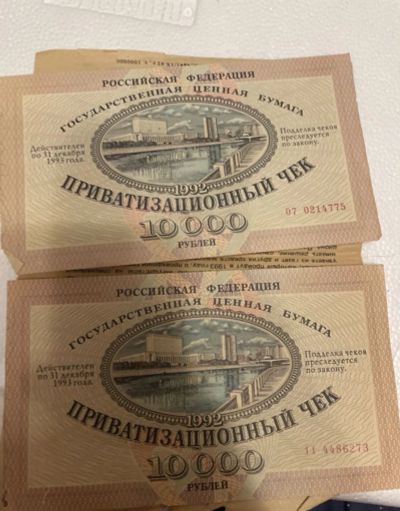 РОССИЙСКАЯ ФЕДЕРАЦИЯ
ГОСУДАРСТВЕННАЯ ЦЕННАЯ БУМАГА
Действителен
по 31 декабря
1993 года.
Подделка чеков
преследуется
по закону.
1992
ПРИВАТИЗАЦИОННЫЙ ЧЕК
10 000
РУБЛЕЙ
07 0214775
РОССИЙСКАЯ ФЕДЕРАЦИЯ
ГОСУДАРСТВЕННАЯ ЦЕННАЯ БУМАГА
Действителен
по 31 декабря
1993 года.
Подделка чеков
преследуется
по закону.
1992
ПРИВАТИЗАЦИОННЫЙ ЧЕК
10 000
РУБЛЕЙ
11 4486273